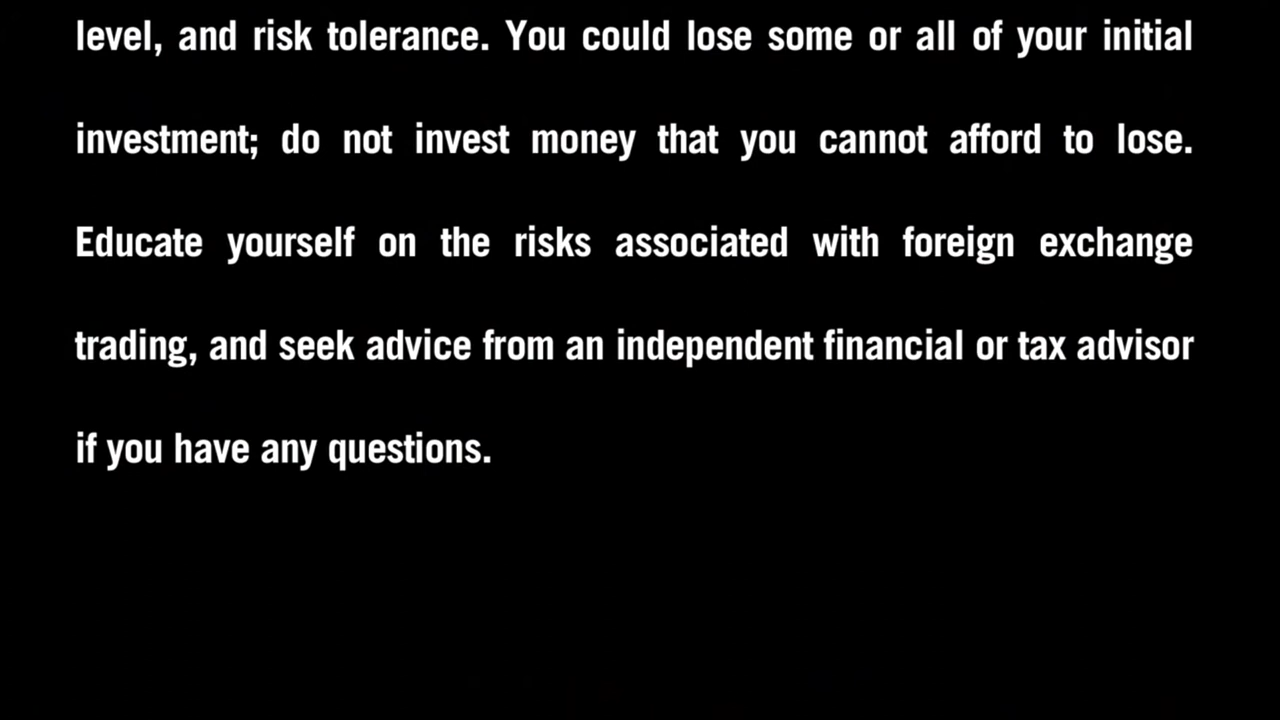 level, and risk tolerance. You could lose some or all of your initial
investment; do not invest money that you cannot afford to lose.
Educate yourself on the risks associated with foreign exchange
trading, and seek advice from an independent financial or tax advisor
if you have any questions.